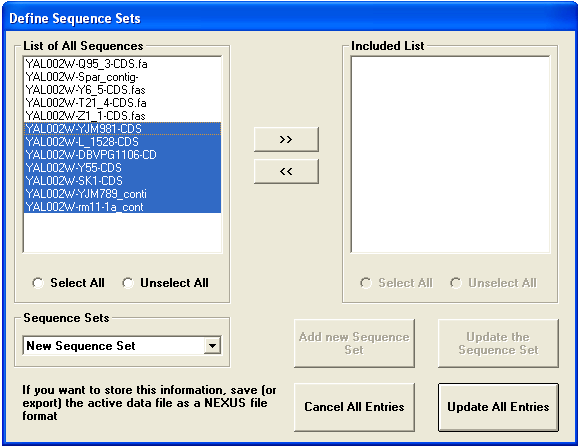 Define Sequence Sets
List of All Sequences
YAL002W-Q95_3-CDS.fa
YAL002W-Spar_contig-
YAL002W-Y6_5-CDS.fas
YAL002W-T21_4-CDS.fa
YAL002W-Z1_1-CDS.fas
YAL002W-YJM981-CDS
YAL002W-L_1528-CDS
YAL002W-DBVPG1106-CD
YAL002W-Y55-CDS
YAL002W-SK1-CDS
YAL002W-YJM789_conti
YAL002W-rm11-1a_cont
Select All
Unselect All
>>
<<
Included List
Select All
Unselect All
Sequence Sets
New Sequence Set
Add new Sequence
Set
Update the
Sequence Set
If you want to store this information, save (or
export) the active data file as a NEXUS file
format
Cancel All Entries
Update All Entries